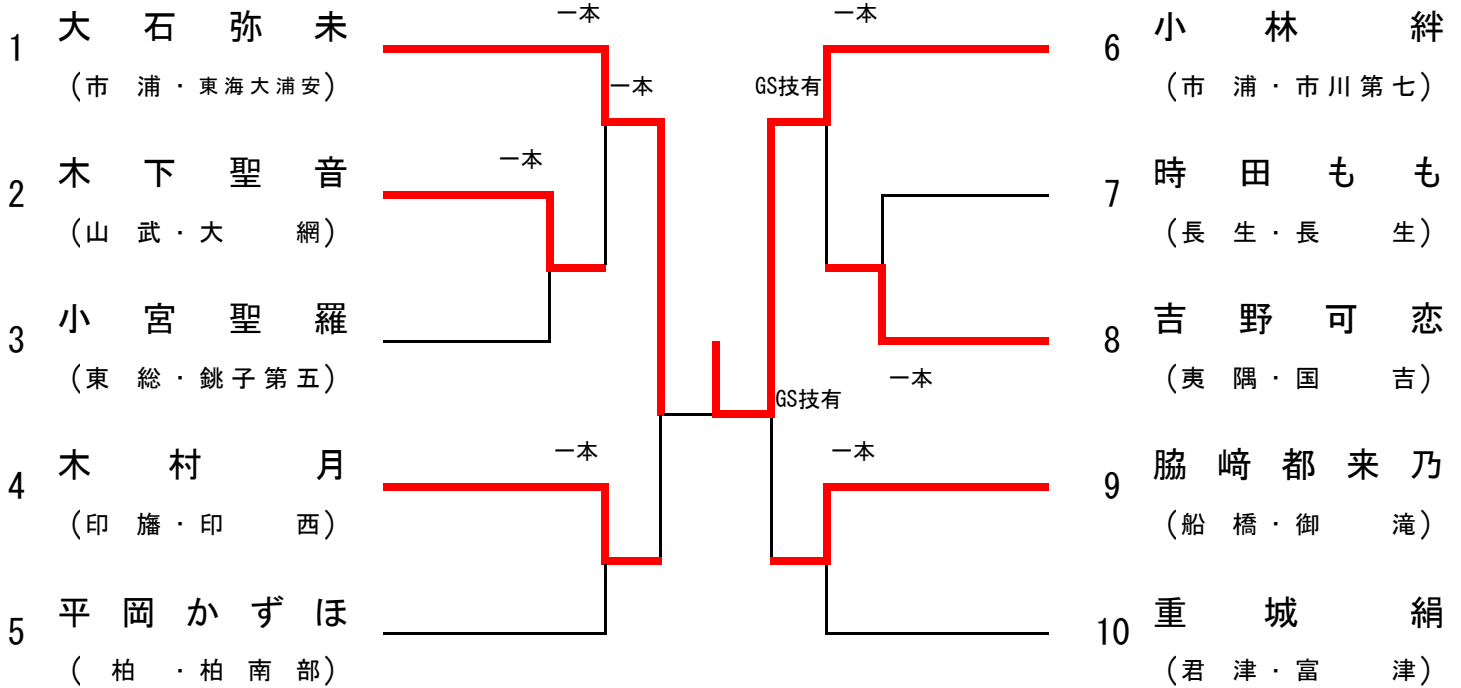 1 大石弥未
(市浦・東海大浦安)
2 木下聖音
(山武・大網)
3 小宮聖羅
(東総・銚子第五)
4 木村月
(印旛・印西)
5 平岡かずほ
(柏・柏南部)
一本
一本
一本
一本
一本
GS技有
一本
GS技有
一本
6 小林絆
(市浦・市川第七)
7 時田もも
(長生・長生)
8 吉野可恋
(夷隅・国吉)
9 脇﨑都来乃
(船橋・御滝)
10 重城絹
(君津・富津)